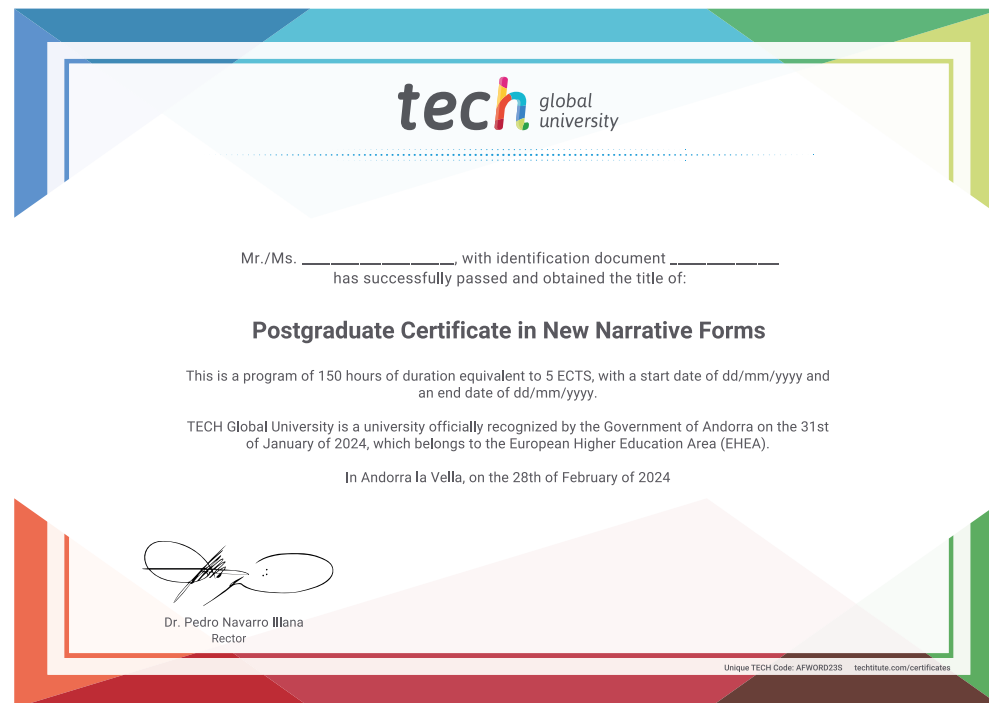 tech global
university
Mr./Ms. ____________________, with identification document ______________
has successfully passed and obtained the title of:
Postgraduate Certificate in New Narrative Forms
This is a program of 150 hours of duration equivalent to 5 ECTS, with a start date of dd/mm/yyyy and
an end date of dd/mm/yyyy.
TECH Global University is a university officially recognized by the Government of Andorra on the 31st
of January of 2024, which belongs to the European Higher Education Area (EHEA).
In Andorra la Vella, on the 28th of February of 2024
Dr. Pedro Navarro Illana
Rector
Unique TECH Code: AFWORD23S techtitute.com/certificates